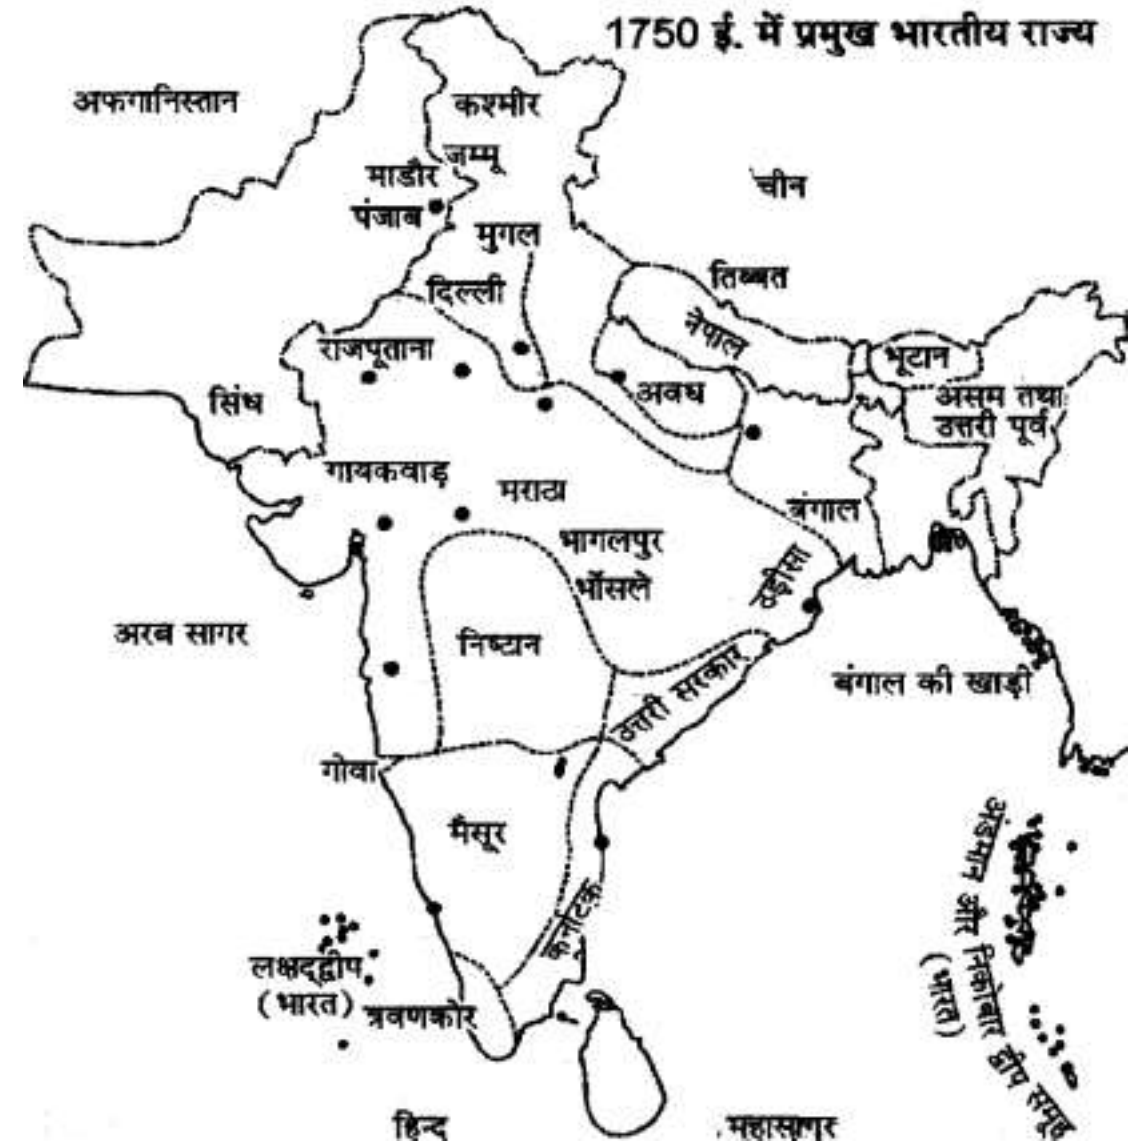 1750 ई. में प्रमुख भारतीय राज्य
अफगानिस्तान
कश्मीर
जम्मू
माडौर
पंजाब
चीन
मुगल
दिल्ली
तिब्बत
नेपाल
राजपूताना
भूटान
सिंध
अवध
असम तथा
उत्तरी पूर्व
गायकवाड़
मराठा
बंगाल
भागलपुर
भोंसले
उड़ीसा
अरब सागर
निष्टान
उत्तरी सरकार
बंगाल की खाड़ी
गोवा
मैसूर
कर्नाटक
अंडमान और निकोबार द्वीप समूह
(भारत)
लक्षद्द्वीप
(भारत)
त्रवणकोर
हिन्द महासागर